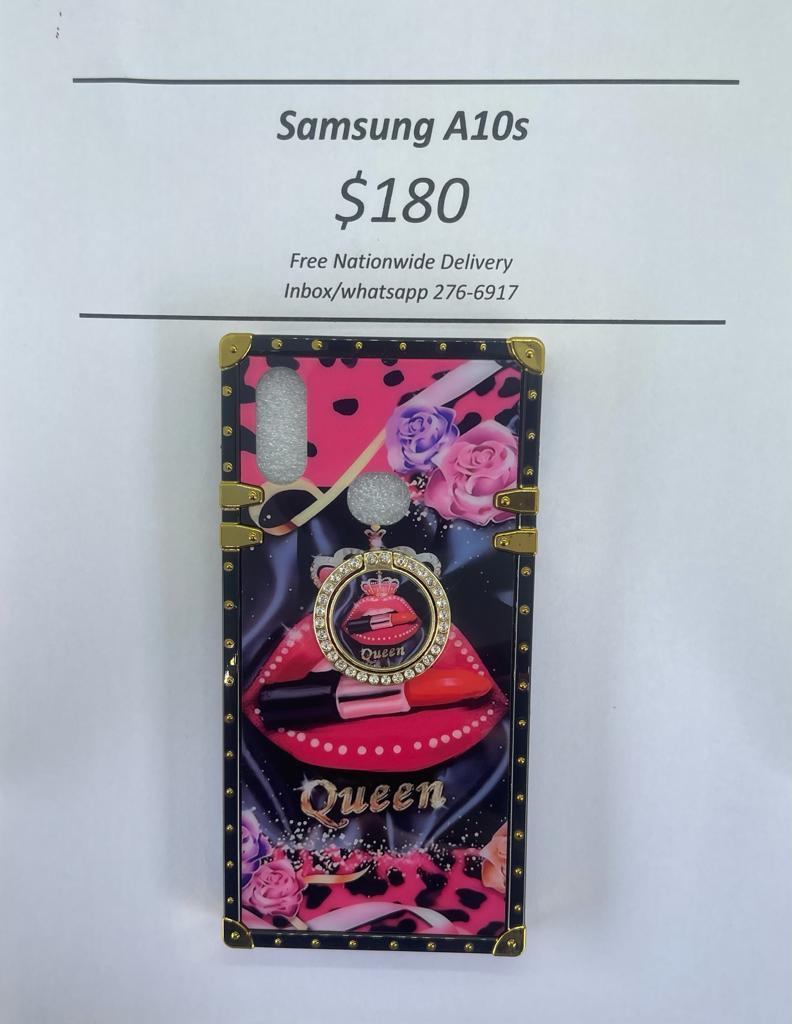 Samsung A10s
$180
Free Nationwide Delivery
Inbox/whatsapp 276-6917
Queen
Queen